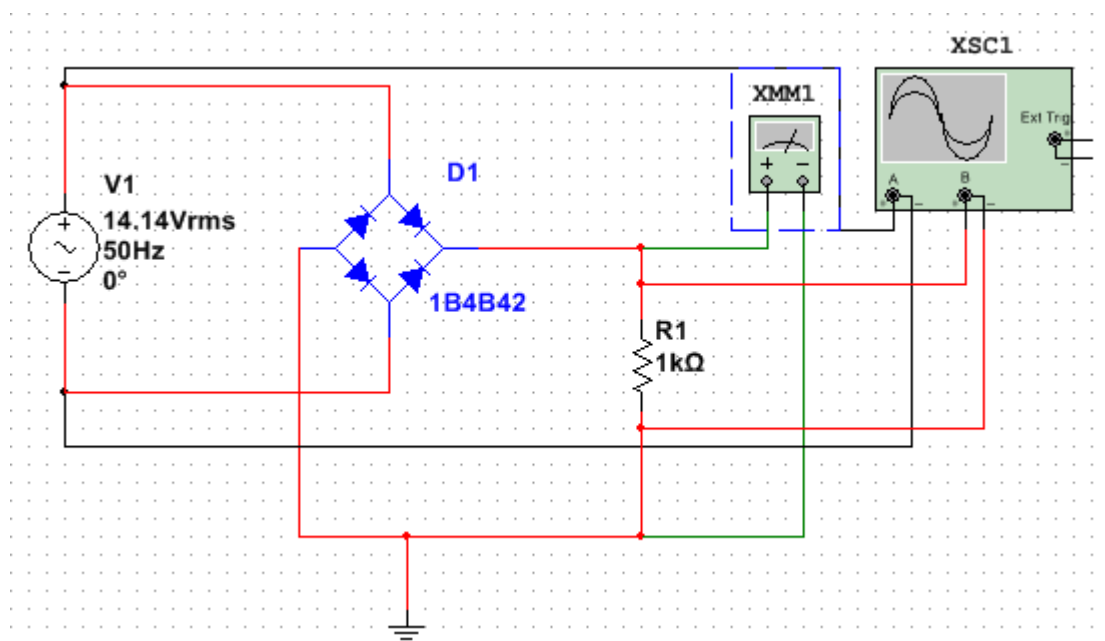 XSC1
XMM1
Ext Trig
+
-
+
-
A
B
+
-
+
-
V1
14.14Vrms
50Hz
0°
+
~
-
D1
1B4B42
R1
1kΩ